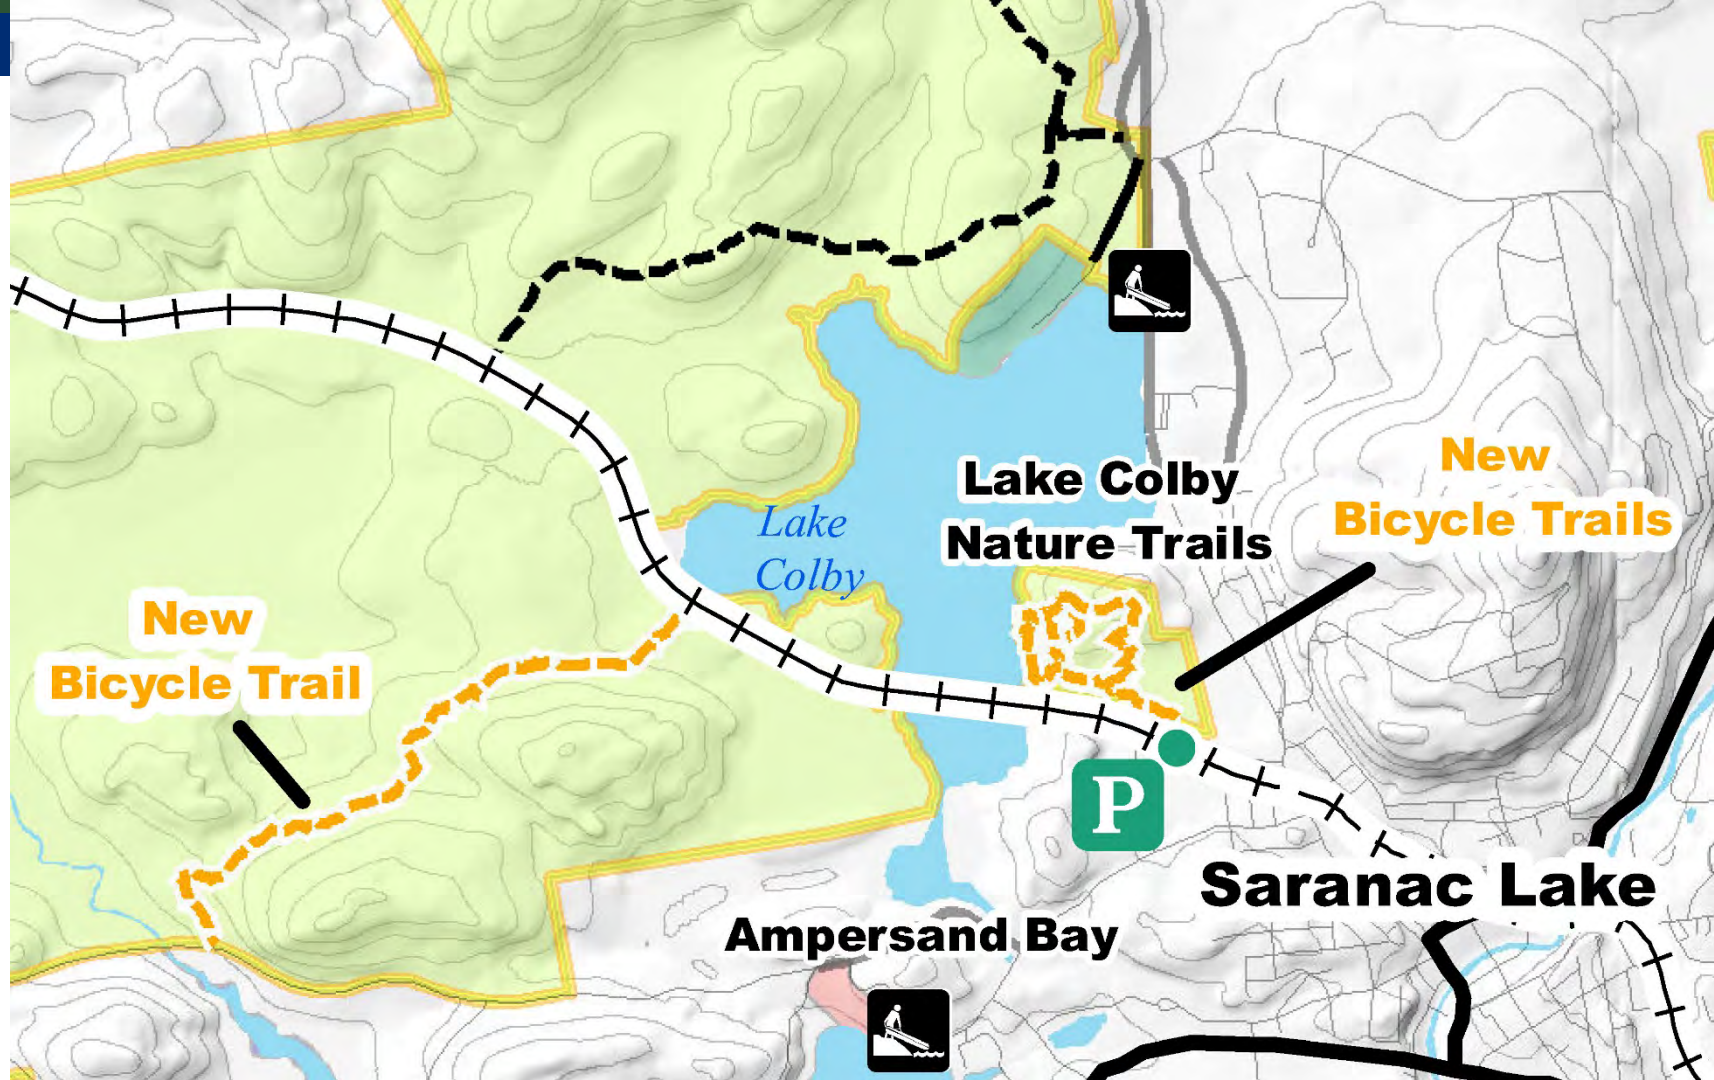 Lake Colby
Nature Trails
New
Bicycle Trails
Lake
Colby
New
Bicycle Trail
P
Saranac Lake
Ampersand Bay